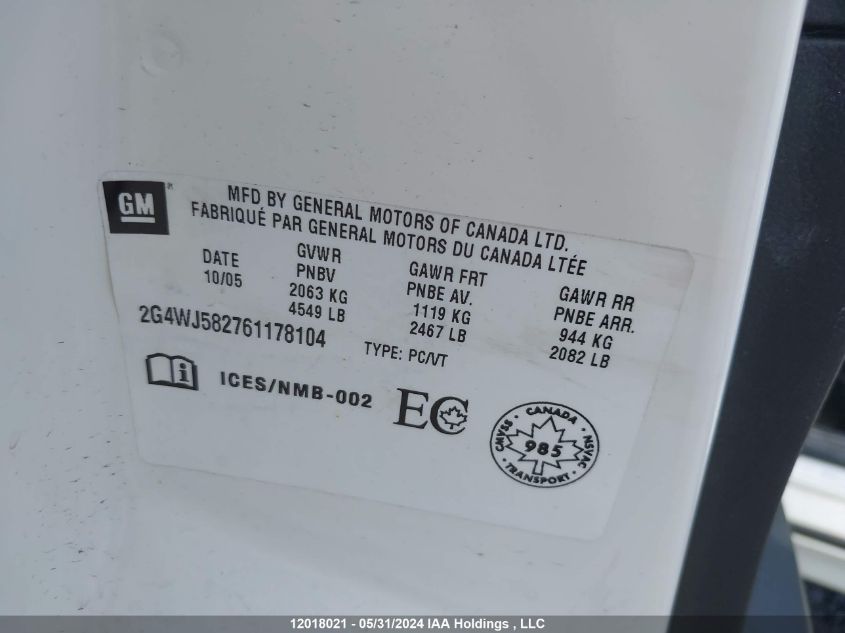 GM
MFD BY GENERAL MOTORS OF CANADA LTD.
FABRIQUÉ PAR GENERAL MOTORS DU CANADA LTÉE
DATE
10/05
GVWR
PNBV
2063 KG
4549 LB
GAWR FRT
PNBE AV.
1119 KG
2467 LB
GAWR RR
PNBE ARR.
944 KG
2082 LB
2G4WJ582761178104
TYPE: PC/VT
ICES/NMB-002
EC
CANADA
CMVSS
985
NSVAC
TRANSPORT
12018021 - 05/31/2024 IAA Holdings , LLC